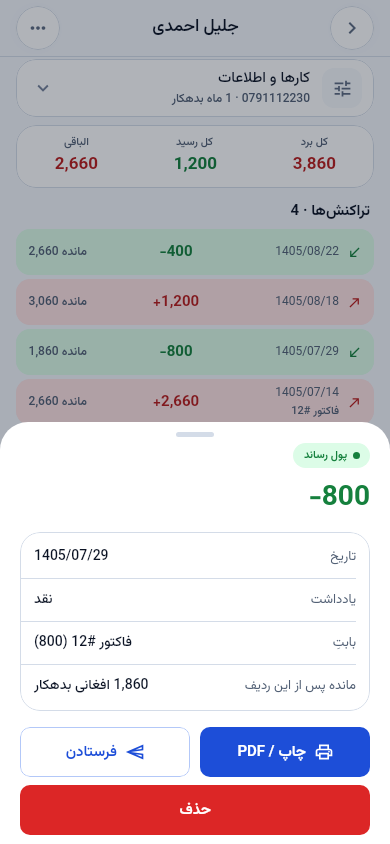 جلیل احمدی
کارها و اطلاعات
0791112230 · 1 ماه بدهکار
کل برد
کل رسید
الباقی
3,860
1,200
2,660
تراکنش‌ها · 4
1405/08/22
-400
مانده 2,660
1405/08/18
+1,200
مانده 3,060
1405/07/29
-800
مانده 1,860
1405/07/14
فاکتور #12
+2,660
مانده 2,660
پول رساند
-800
تاریخ
1405/07/29
یادداشت
نقد
بابتِ
فاکتور #12 (800)
مانده پس از این ردیف
1,860 افغانی بدهکار
چاپ / PDF
فرستادن
حذف